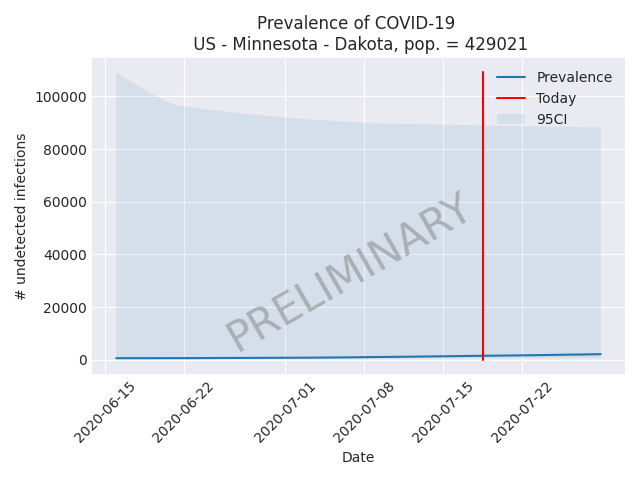 Prevalence of COVID-19
US - Minnesota - Dakota, pop. = 429021
Prevalence
Today
95CI
100000
80000
60000
40000
20000
0
# undetected infections
PRELIMINARY
2020-06-15
2020-06-22
2020-07-01
2020-07-08
2020-07-15
2020-07-22
Date